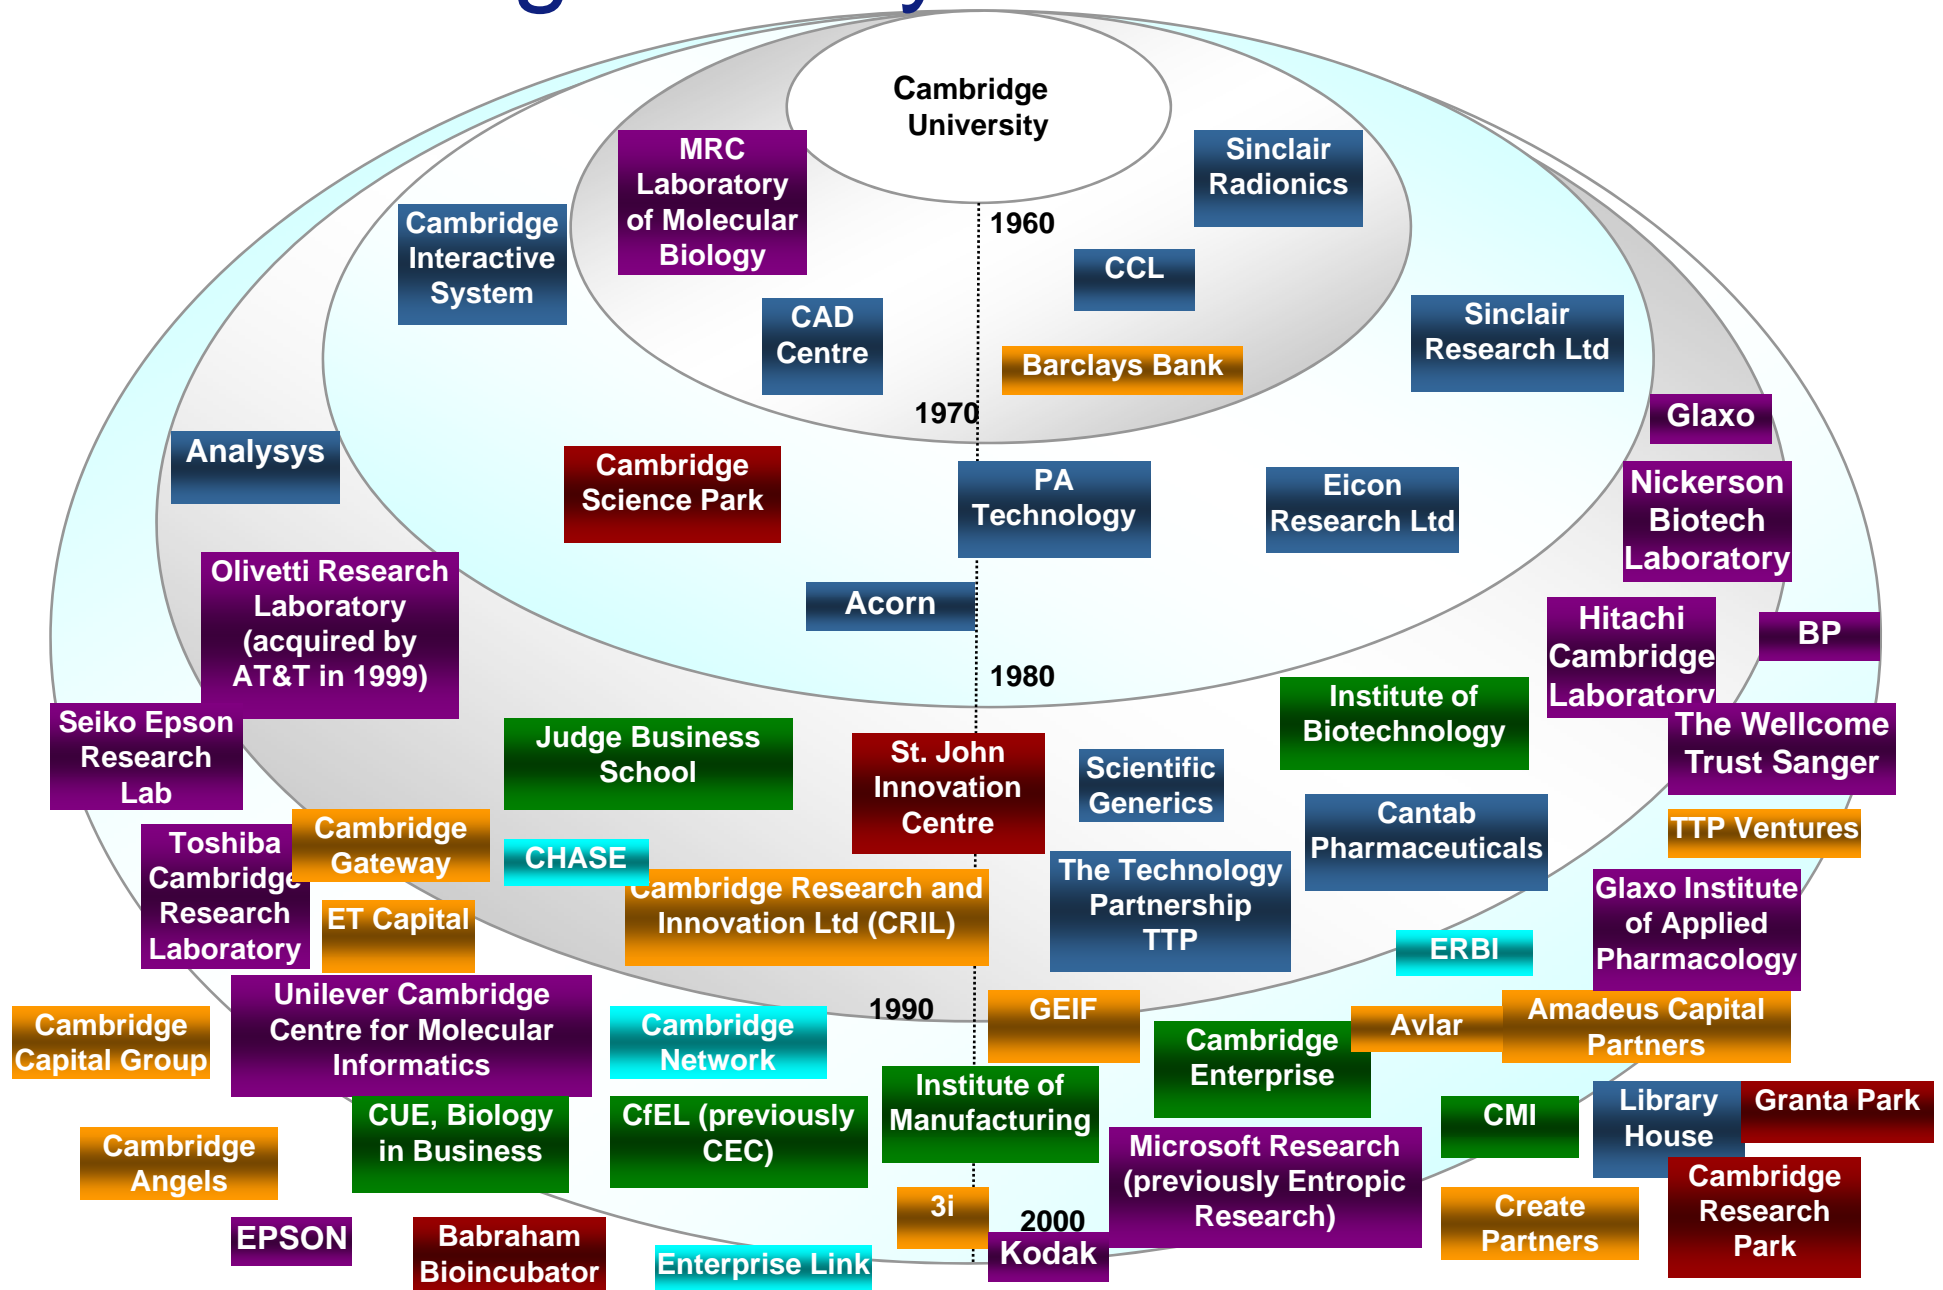 Cambridge
University
MRC
Laboratory
of Molecular
Biology
Sinclair
Radionics
Cambridge
Interactive
System
1960
CCL
CAD
Centre
Sinclair
Research Ltd
Barclays Bank
1970
Glaxo
Analysys
Cambridge
Science Park
PA
Technology
Eicon
Research Ltd
Nickerson
Biotech
Laboratory
Olivetti Research
Laboratory
(acquired by
AT&T in 1999)
Acorn
Hitachi
Cambridge
Laboratory
BP
1980
Seiko Epson
Research
Lab
Judge Business
School
St. John
Innovation
Centre
Scientific
Generics
Institute of
Biotechnology
The Wellcome
Trust Sanger
Toshiba
Cambridge
Research
Laboratory
Cambridge
Gateway
CHASE
Cantab
Pharmaceuticals
TTP Ventures
ET Capital
Cambridge Research and
Innovation Ltd (CRIL)
The Technology
Partnership
TTP
ERBI
Glaxo Institute
of Applied
Pharmacology
Cambridge
Capital Group
Unilever Cambridge
Centre for Molecular
Informatics
Cambridge
Network
1990
GEIF
Cambridge
Enterprise
Avlar
Amadeus Capital
Partners
Institute of
Manufacturing
CUE, Biology
in Business
CfEL (previously
CEC)
CMI
Library
House
Granta Park
Cambridge
Angels
Microsoft Research
(previously Entropic
Research)
Cambridge
Research
Park
3i
2000
Create
Partners
EPSON
Babraham
Bioincubator
Enterprise Link
Kodak